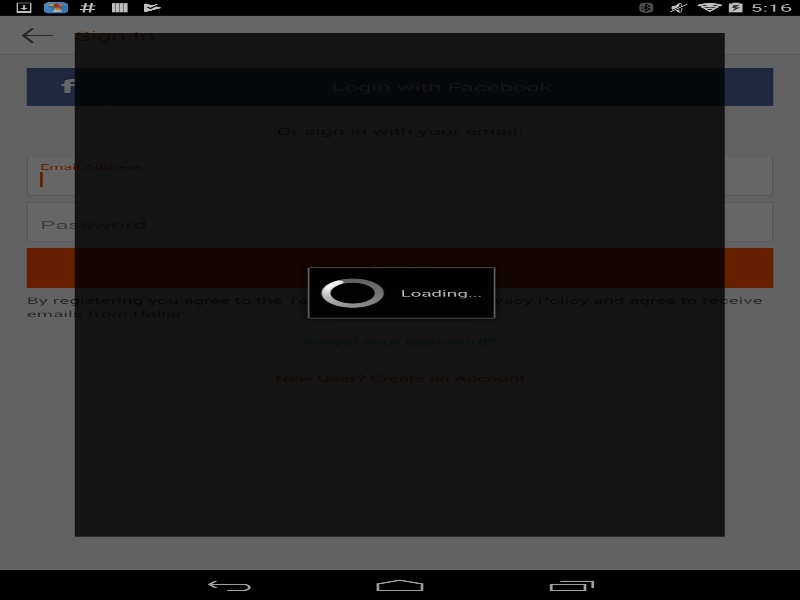 5:16
Sign In
f
Login with Facebook
Or sign in with your email:
Email Address
Password
Loading...
By registering you agree to the Te vacy Policy and agree to receive
emails from Hollar
Forgot your password?
New User? Create an Account